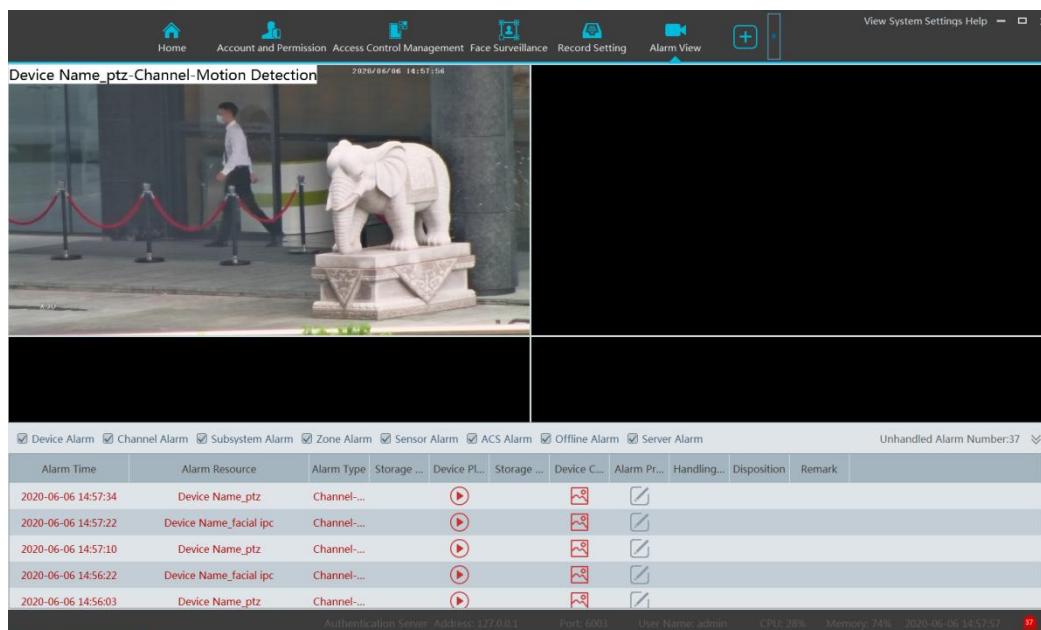 View System Settings Help
Home Account and Permission Access Control Management Face Surveillance Record Setting Alarm View
Device Name_ptz-Channel-Motion Detection
2020/06/06 14:57:56
Device Alarm Channel Alarm Subsystem Alarm Zone Alarm Sensor Alarm ACS Alarm Offline Alarm Server Alarm Unhandled Alarm Number:37
Alarm Time Alarm Resource Alarm Type Storage ... Device Pl... Storage ... Device C... Alarm Pr... Handling... Disposition Remark
2020-06-06 14:57:34 Device Name_ptz Channel-...
2020-06-06 14:57:22 Device Name_facial ipc Channel-...
2020-06-06 14:57:10 Device Name_ptz Channel-...
2020-06-06 14:56:22 Device Name_facial ipc Channel-...
2020-06-06 14:56:03 Device Name_ptz Channel-...
Authentication Server Address: 127.0.0.1 Port: 6003 User Name: admin CPU: 28% Memory: 74% 2020-06-06 14:57:57 37